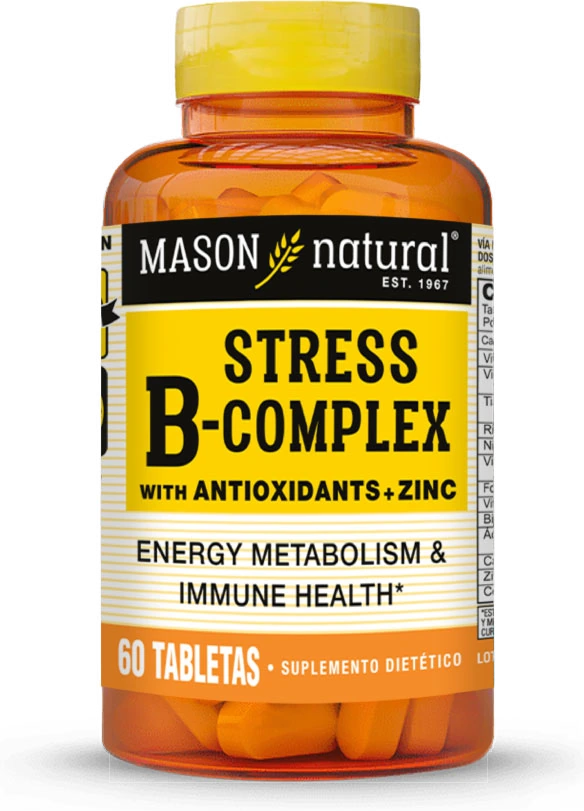 MASON natural®
EST. 1967
STRESS
B-COMPLEX
WITH ANTIOXIDANTS + ZINC
ENERGY METABOLISM &
IMMUNE HEALTH*
60 TABLETAS • SUPLEMENTO DIETÉTICO